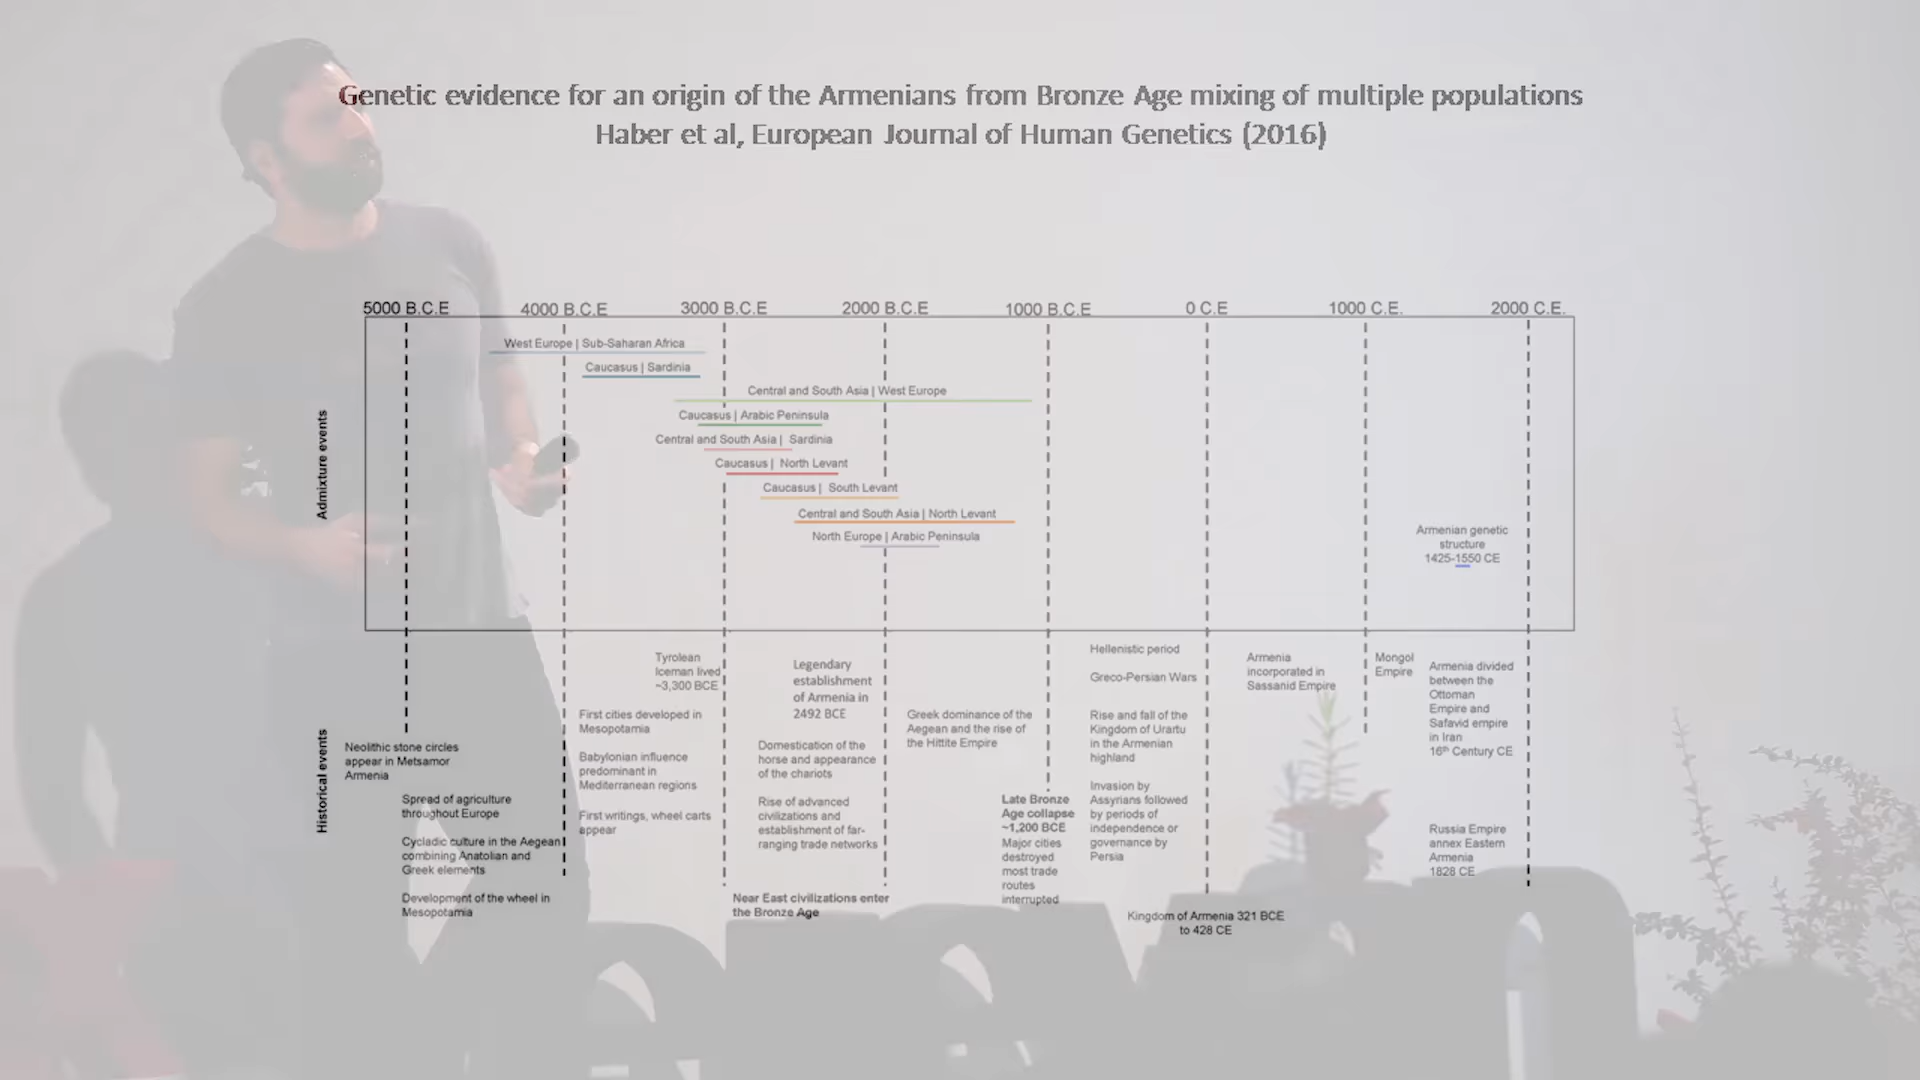 Genetic evidence for an origin of the Armenians from Bronze Age mixing of multiple populations
Haber et al, European Journal of Human Genetics (2016)
5000 B.C.E
4000 B.C.E
3000 B.C.E
2000 B.C.E
1000 B.C.E
0 C.E
1000 C.E.
2000 C.E.
Admixture events
West Europe | Sub-Saharan Africa
Caucasus | Sardinia
Central and South Asia | West Europe
Caucasus | Arabic Peninsula
Central and South Asia | Sardinia
Caucasus | North Levant
Caucasus | South Levant
Central and South Asia | North Levant
North Europe | Arabic Peninsula
Armenian genetic
structure
1425-1550 CE
Historical events
Neolithic stone circles
appear in Metsamor
Armenia
Spread of agriculture
throughout Europe
Cycladic culture in the Aegean
combining Anatolian and
Greek elements
Development of the wheel in
Mesopotamia
Tyrolean
Iceman lived
~3,300 BCE
First cities developed in
Mesopotamia
Babylonian influence
predominant in
Mediterranean regions
First writings, wheel carts
appear
Legendary
establishment
of Armenia in
2492 BCE
Domestication of the
horse and appearance
of the chariots
Rise of advanced
civilizations and
establishment of far-
ranging trade networks
Near East civilizations enter
the Bronze Age
Greek dominance of the
Aegean and the rise of
the Hittite Empire
Late Bronze
Age collapse
~1,200 BCE
Major cities
destroyed
most trade
routes
interrupted
Hellenistic period
Greco-Persian Wars
Rise and fall of the
Kingdom of Urartu
in the Armenian
highland
Invasion by
Assyrians followed
by periods of
independence or
governance by
Persia
Kingdom of Armenia 321 BCE
to 428 CE
Armenia
incorporated in
Sassanid Empire
Mongol
Empire
Armenia divided
between the
Ottoman
Empire and
Safavid empire
in Iran
16th Century CE
Russia Empire
annex Eastern
Armenia
1828 CE